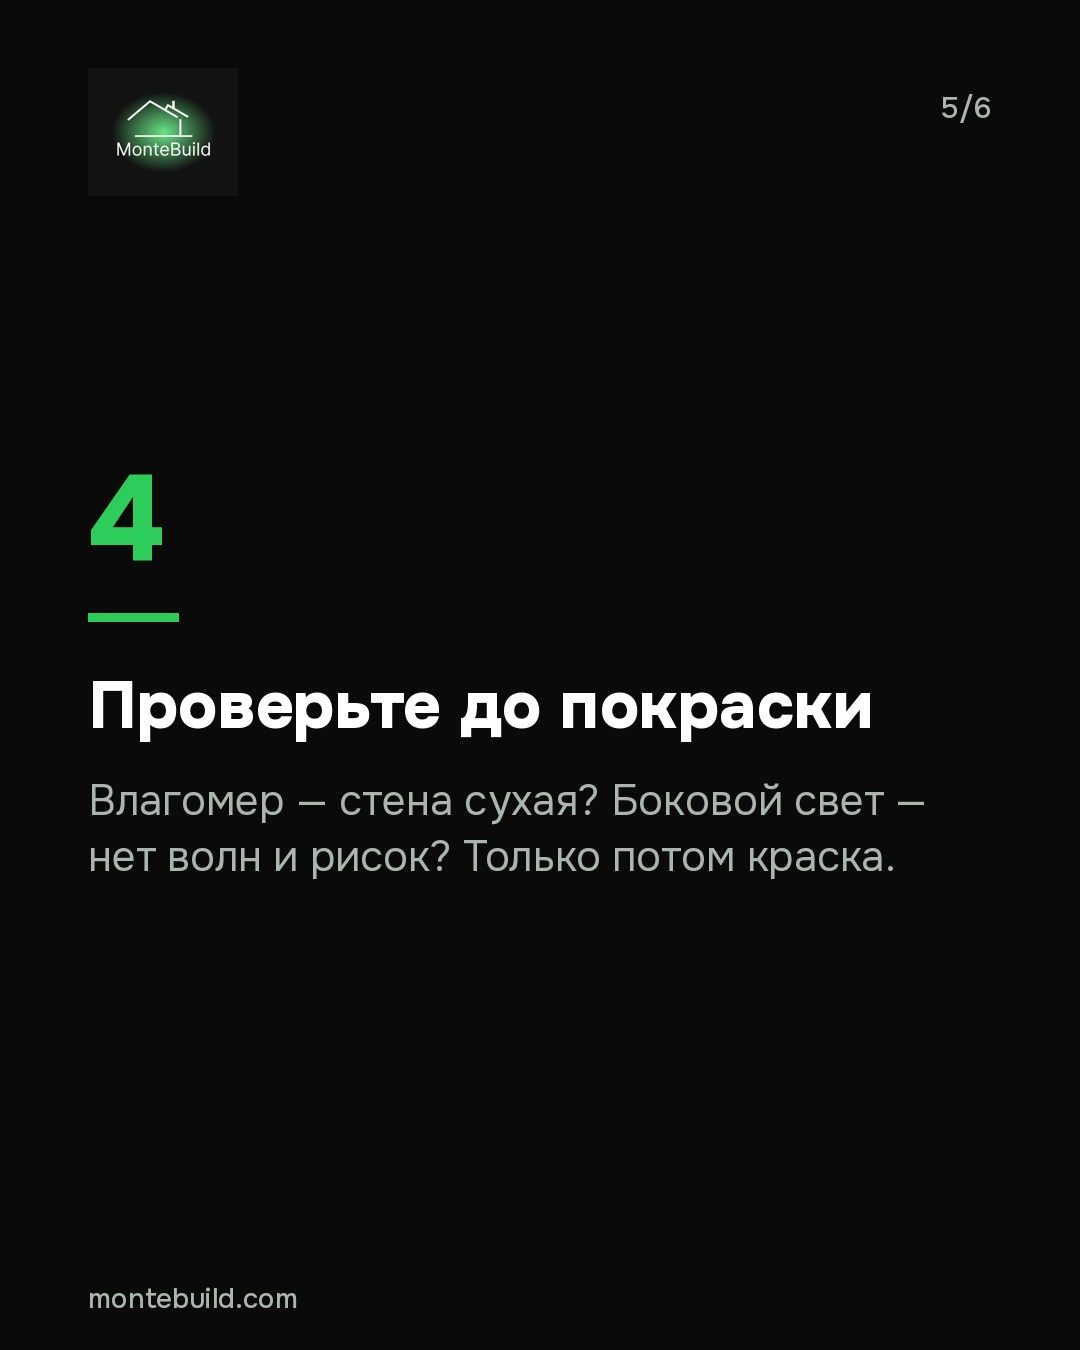 MonteBuild
5/6
4
Проверьте до покраски
Влагомер — стена сухая? Боковой свет —
нет волн и рисок? Только потом краска.
montebuild.com